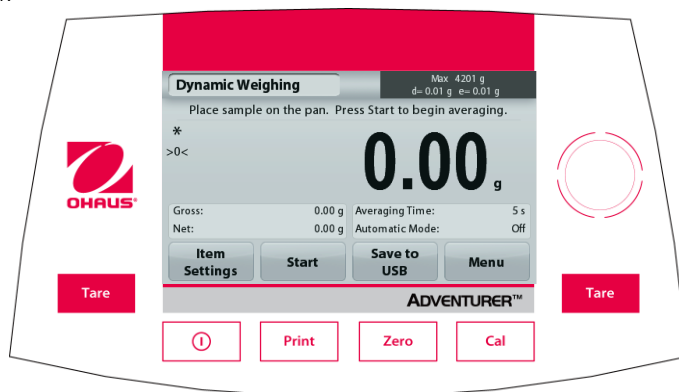 Dynamic Weighing
Max 4201 g
d= 0.01 g e= 0.01 g
Place sample on the pan. Press Start to begin averaging.
*
>0<
0.00 g
OHAUS®
Gross: 0.00 g Averaging Time: 5 s
Net: 0.00 g Automatic Mode: Off
Item Settings
Start
Save to USB
Menu
Tare
ADVENTURER™
Tare
Print
Zero
Cal